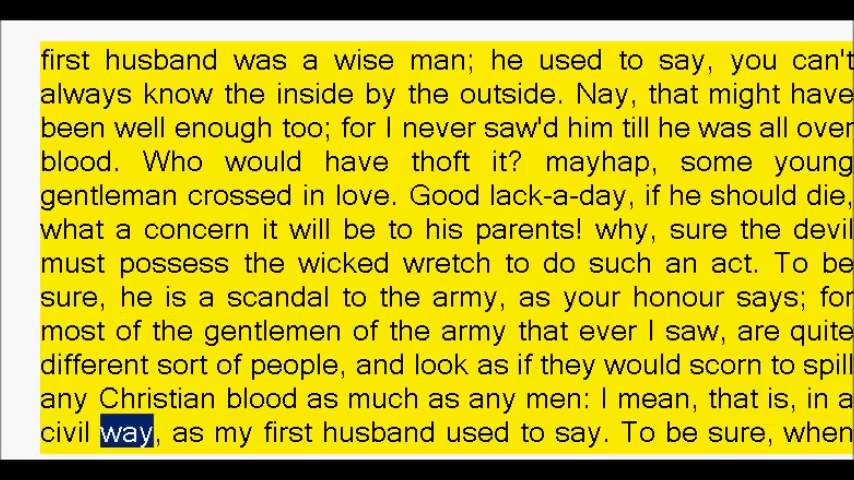 first husband was a wise man; he used to say, you can't
always know the inside by the outside. Nay, that might have
been well enough too; for I never saw'd him till he was all over
blood. Who would have thoft it? mayhap, some young
gentleman crossed in love. Good lack-a-day, if he should die,
what a concern it will be to his parents! why, sure the devil
must possess the wicked wretch to do such an act. To be
sure, he is a scandal to the army, as your honour says; for
most of the gentlemen of the army that ever I saw, are quite
different sort of people, and look as if they would scorn to spill
any Christian blood as much as any men: I mean, that is, in a
civil way, as my first husband used to say. To be sure, when